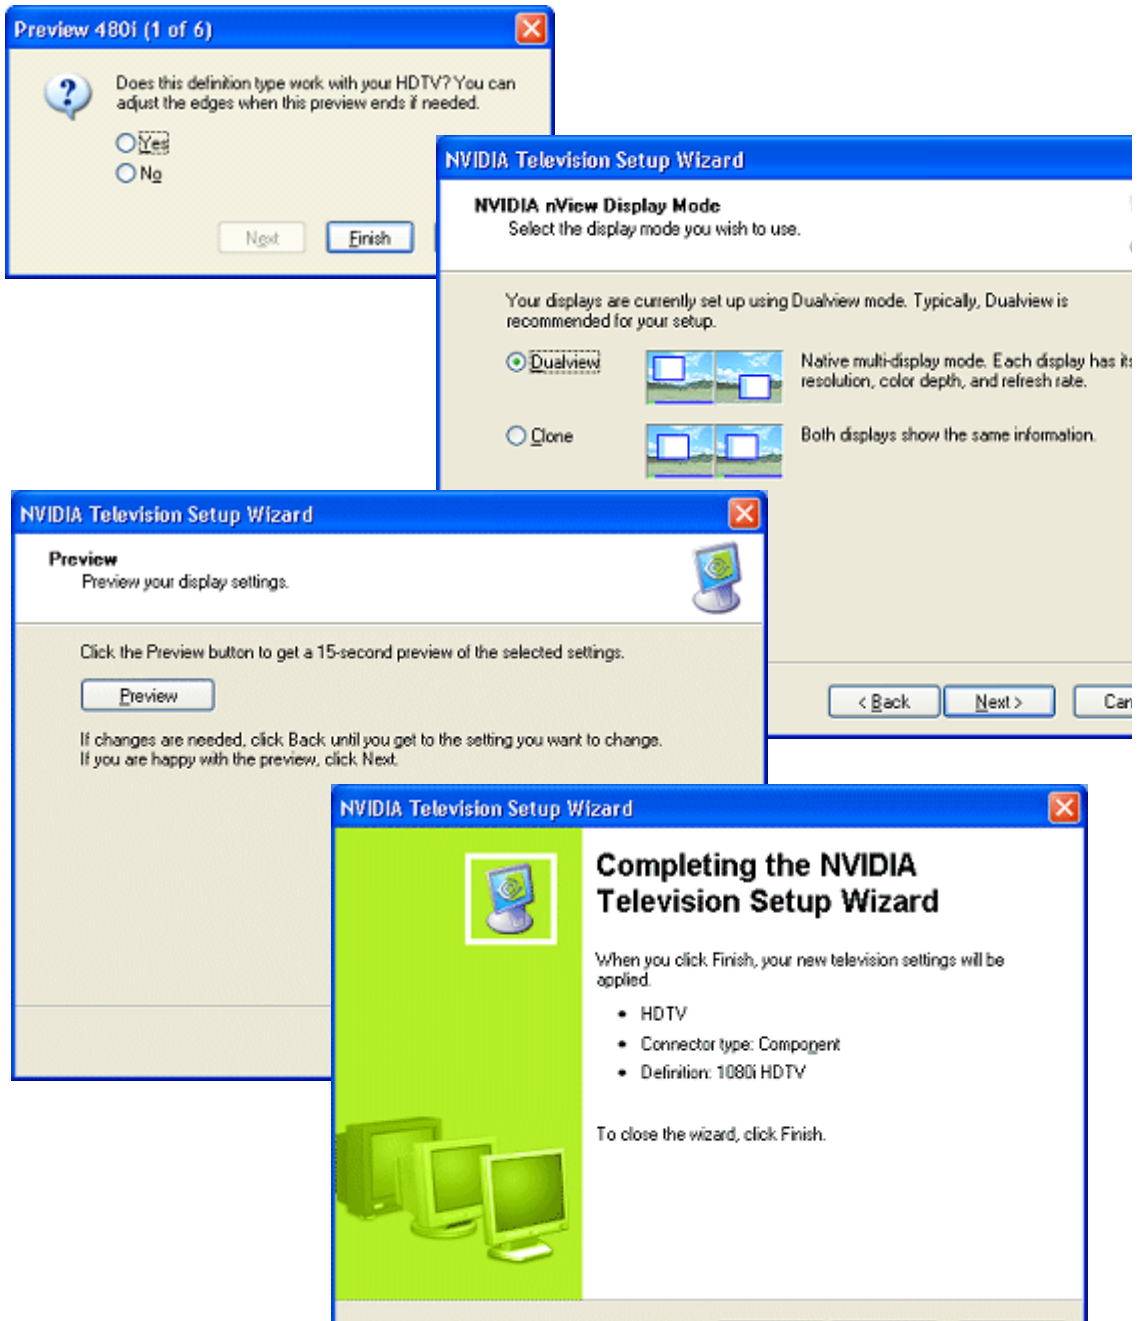 Preview 480i (1 of 6)
Does this definition type work with your HDTV? You can
adjust the edges when this preview ends if needed.
Yes
No
Next
Finish
NVIDIA Television Setup Wizard
NVIDIA nView Display Mode
Select the display mode you wish to use.
Your displays are currently set up using Dualview mode. Typically, Dualview is
recommended for your setup.
Dualview
Native multi-display mode. Each display has its
resolution, color depth, and refresh rate.
Clone
Both displays show the same information.
< Back
Next >
Can
NVIDIA Television Setup Wizard
Preview
Preview your display settings.
Click the Preview button to get a 15-second preview of the selected settings.
Preview
If changes are needed, click Back until you get to the setting you want to change.
If you are happy with the preview, click Next.
NVIDIA Television Setup Wizard
Completing the NVIDIA
Television Setup Wizard
When you click Finish, your new television settings will be
applied.
• HDTV
• Connector type: Component
• Definition: 1080i HDTV
To close the wizard, click Finish.